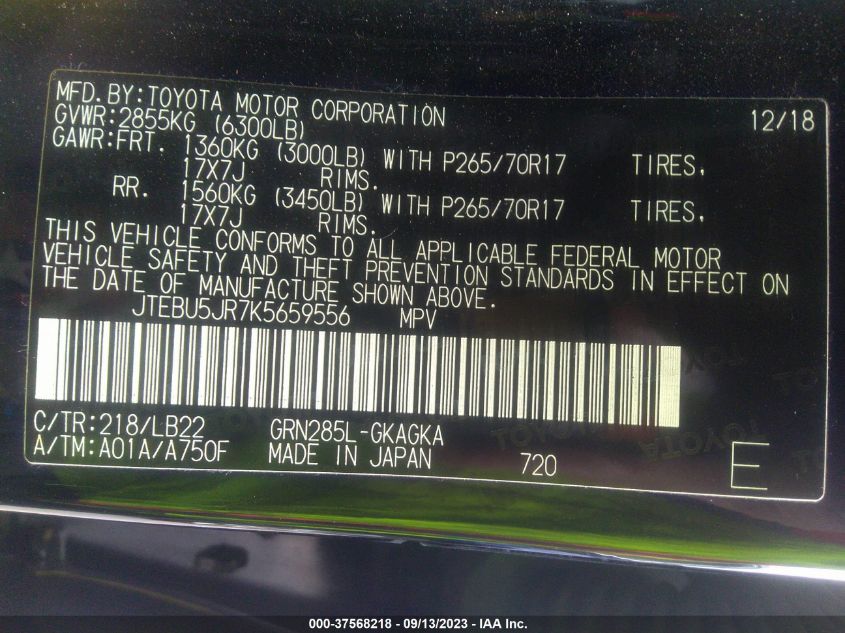 MFD.BY:TOYOTA MOTOR CORPORATION 12/18
GVWR:2855KG (6300LB)
GAWR:FRT. 1360KG (3000LB) WITH P265/70R17 TIRES,
17X7J RIMS.
RR. 1560KG (3450LB) WITH P265/70R17 TIRES,
17X7J RIMS.
THIS VEHICLE CONFORMS TO ALL APPLICABLE FEDERAL MOTOR
VEHICLE SAFETY AND THEFT PREVENTION STANDARDS IN EFFECT ON
THE DATE OF MANUFACTURE SHOWN ABOVE.
JTEBU5JR7K5659556 MPV
C/TR:218/LB22 GRN285L-GKAGKA
A/TM:A01A/A750F MADE IN JAPAN 720 E
TOYOTA
TOYOTA
000-37568218 - 09/13/2023 - IAA Inc.